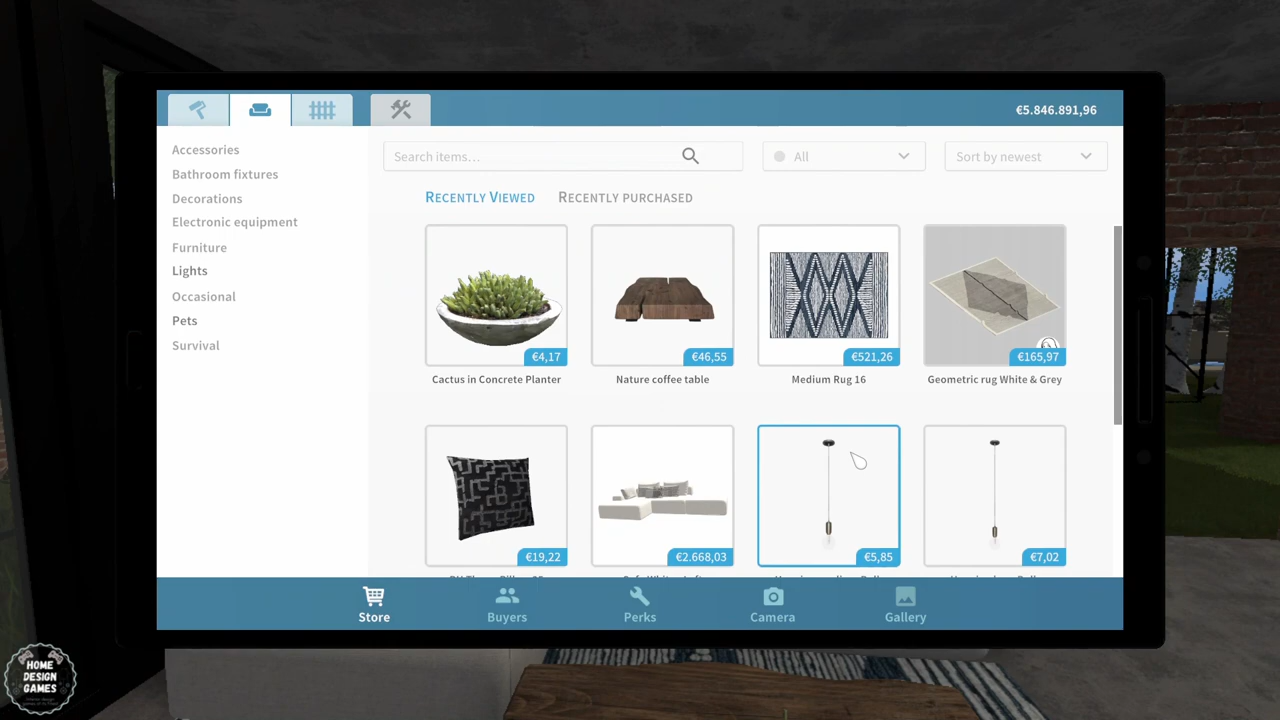 €5.846.891,96
Accessories
Bathroom fixtures
Decorations
Electronic equipment
Furniture
Lights
Occasional
Pets
Survival
Search items...
All
Sort by newest
RECENTLY VIEWED
RECENTLY PURCHASED
€4,17
€46,55
€521,26
€165,97
Cactus in Concrete Planter
Nature coffee table
Medium Rug 16
Geometric rug White & Grey
€19,22
€2.668,03
€5,85
€7,02
Store
Buyers
Perks
Camera
Gallery
HOME
DESIGN
GAMES